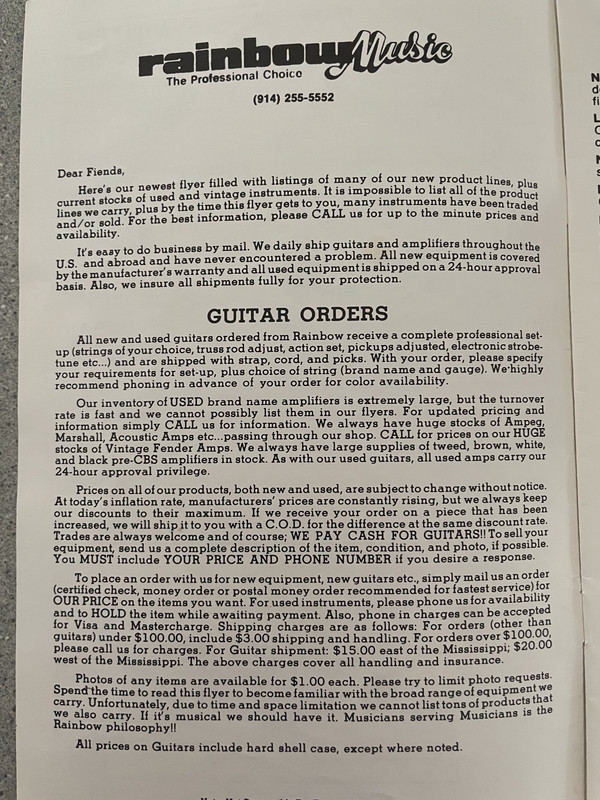 rainbow Music
The Professional Choice
(914) 255-5552
Dear Fiends,
Here's our newest flyer filled with listings of many of our new product lines, plus
current stocks of used and vintage instruments. It is impossible to list all of the product
lines we carry, plus by the time this flyer gets to you, many instruments have been traded
and/or sold. For the best information, please CALL us for up to the minute prices and
availability.
It's easy to do business by mail. We daily ship guitars and amplifiers throughout the
U.S. and abroad and have never encountered a problem. All new equipment is covered
by the manufacturer's warranty and all used equipment is shipped on a 24-hour approval
basis. Also, we insure all shipments fully for your protection.
GUITAR ORDERS
All new and used guitars ordered from Rainbow receive a complete professional set-
up (strings of your choice, truss rod adjust, action set, pickups adjusted, electronic strobe-
tune etc...) and are shipped with strap, cord, and picks. With your order, please specify
your requirements for set-up, plus choice of string (brand name and gauge). We highly
recommend phoning in advance of your order for color availability.
Our inventory of USED brand name amplifiers is extremely large, but the turnover
rate is fast and we cannot possibly list them in our flyers. For updated pricing and
information simply CALL us for information. We always have huge stocks of Ampeg,
Marshall, Acoustic Amps etc...passing through our shop. CALL for prices on our HUGE
stocks of Vintage Fender Amps. We always have large supplies of tweed, brown, white,
and black pre-CBS amplifiers in stock. As with our used guitars, all used amps carry our
24-hour approval privilege.
Prices on all of our products, both new and used, are subject to change without notice.
At today's inflation rate, manufacturers' prices are constantly rising, but we always keep
our discounts to their maximum. If we receive your order on a piece that has been
increased, we will ship it to you with a C.O.D. for the difference at the same discount rate.
Trades are always welcome and of course; WE PAY CASH FOR GUITARS!! To sell your
equipment, send us a complete description of the item, condition, and photo, if possible.
You MUST include YOUR PRICE AND PHONE NUMBER if you desire a response.
To place an order with us for new equipment, new guitars etc., simply mail us an order
(certified check, money order or postal money order recommended for fastest service) for
OUR PRICE on the items you want. For used instruments, please phone us for availability
and to HOLD the item while awaiting payment. Also, phone in charges can be accepted
for Visa and Mastercharge. Shipping charges are as follows: For orders (other than
guitars) under $100.00, include $3.00 shipping and handling. For orders over $100.00,
please call us for charges. For Guitar shipment: $15.00 east of the Mississippi; $20.00
west of the Mississippi. The above charges cover all handling and insurance.
Photos of any items are available for $1.00 each. Please try to limit photo requests.
Spend the time to read this flyer to become familiar with the broad range of equipment we
carry. Unfortunately, due to time and space limitation we cannot list tons of products that
we also carry. If it's musical we should have it. Musicians serving Musicians is the
Rainbow philosophy!!
All prices on Guitars include hard shell case, except where noted.